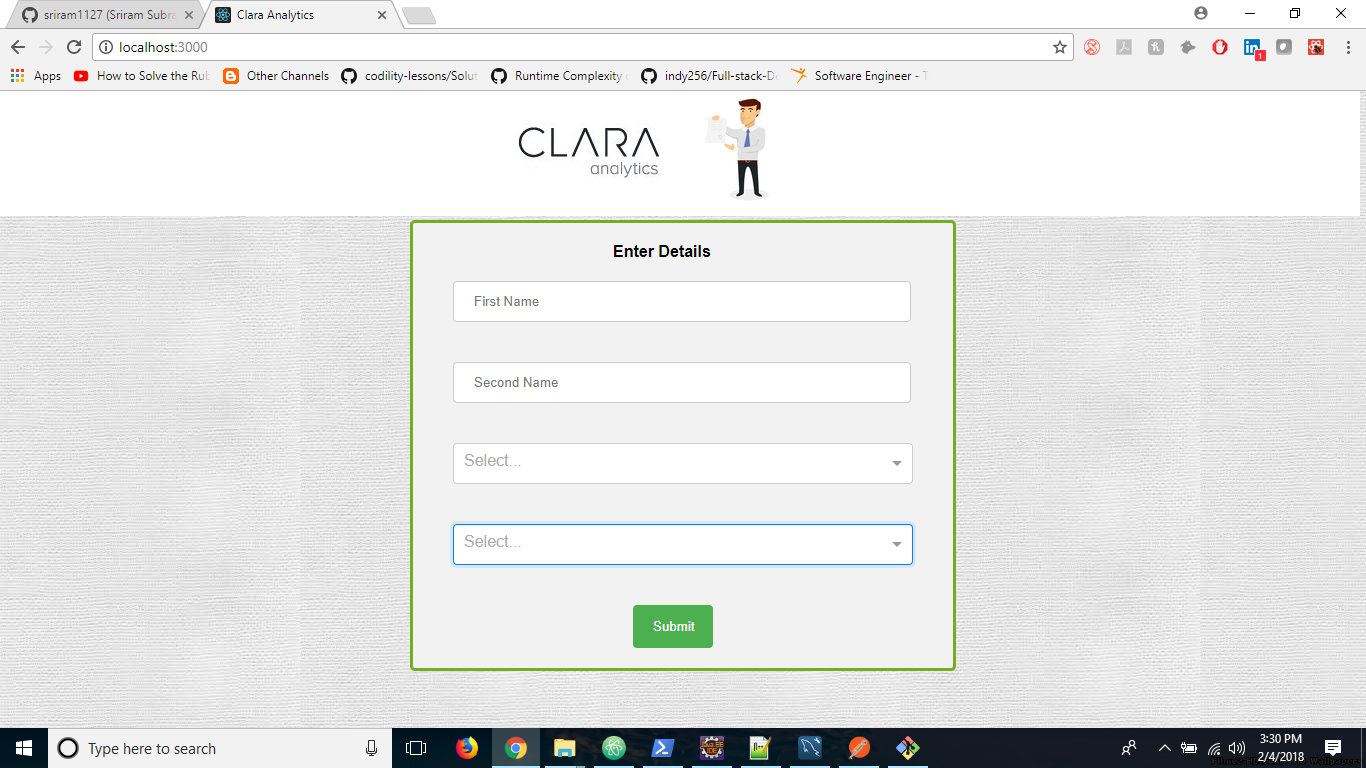 sriram1127 (Sriram Subra
Clara Analytics
localhost:3000
1
Apps
How to Solve the Rub
Other Channels
codility-lessons/Solut
Runtime Complexity
indy256/Full-stack-De
Software Engineer - T
CLARA
analytics
Enter Details
First Name
Second Name
Select...
Select...
Submit
Type here to search
3:30 PM
2/4/2018